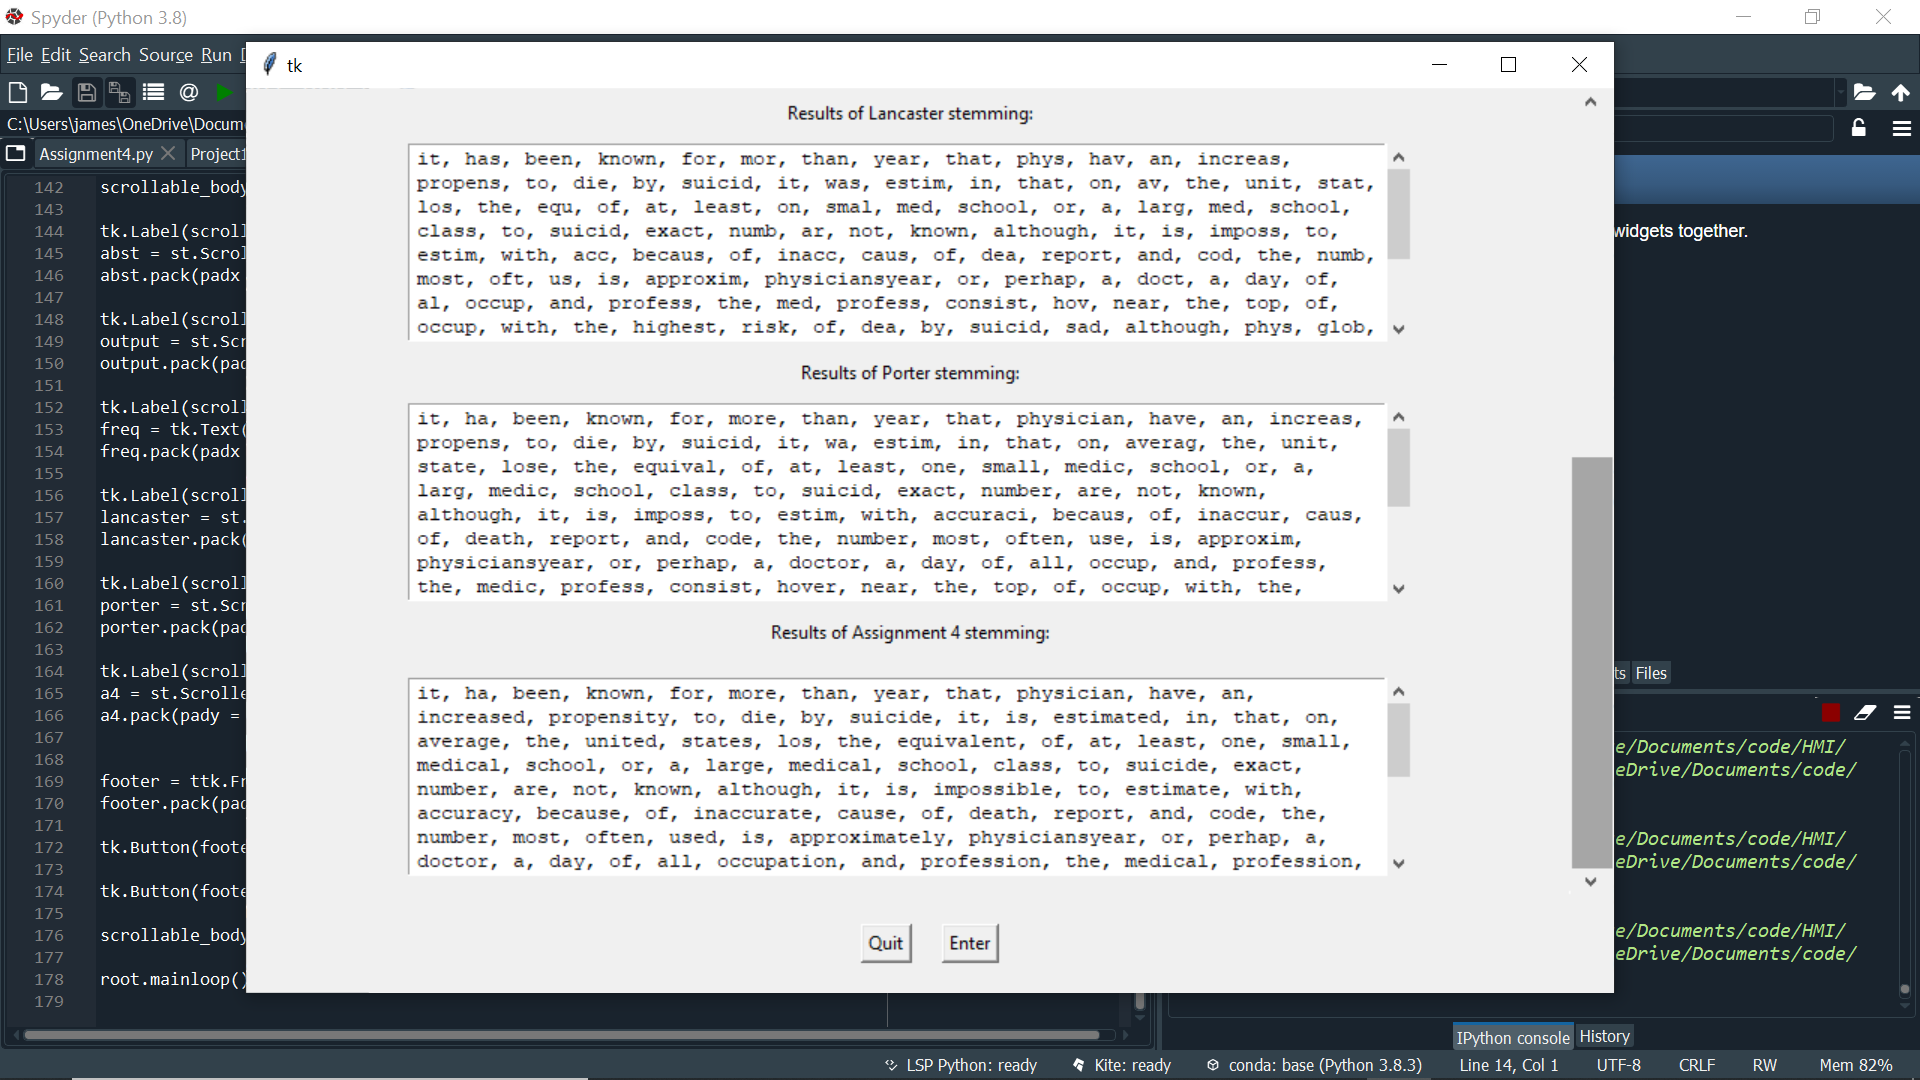 Spyder (Python 3.8)
File Edit Search Source Run
tk
C:\Users\james\OneDrive\Docum
Assignment4.py
Project1
142 scrollable_body
143
144 tk.Label(scroll
145 abst = st.Scrol
146 abst.pack(padx
147
148 tk.Label(scroll
149 output = st.Scr
150 output.pack(pad
151
152 tk.Label(scroll
153 freq = tk.Text(
154 freq.pack(padx
155
156 tk.Label(scroll
157 lancaster = st.
158 lancaster.pack(
159
160 tk.Label(scroll
161 porter = st.Scr
162 porter.pack(pad
163
164 tk.Label(scroll
165 a4 = st.Scrolle
166 a4.pack(pady =
167
168
169 footer = ttk.Fr
170 footer.pack(pad
171
172 tk.Button(foote
173
174 tk.Button(foote
175
176 scrollable_body
177
178 root.mainloop()
179
Results of Lancaster stemming:
it, has, been, known, for, mor, than, year, that, phys, hav, an, increas,
propens, to, die, by, suicid, it, was, estim, in, that, on, av, the, unit, stat,
los, the, equ, of, at, least, on, smal, med, school, or, a, larg, med, school,
class, to, suicid, exact, numb, ar, not, known, although, it, is, imposs, to,
estim, with, acc, becaus, of, inacc, caus, of, dea, report, and, cod, the, numb,
most, oft, us, is, approxim, physiciansyear, or, perhap, a, doct, a, day, of,
al, occup, and, profess, the, med, profess, consist, hov, near, the, top, of,
occup, with, the, highest, risk, of, dea, by, suicid, sad, although, phys, glob,
Results of Porter stemming:
it, ha, been, known, for, more, than, year, that, physician, have, an, increas,
propens, to, die, by, suicid, it, wa, estim, in, that, on, averag, the, unit,
state, lose, the, equival, of, at, least, one, small, medic, school, or, a,
larg, medic, school, class, to, suicid, exact, number, are, not, known,
although, it, is, imposs, to, estim, with, accuraci, becaus, of, inaccur, caus,
of, death, report, and, code, the, number, most, often, use, is, approxim,
physiciansyear, or, perhap, a, doctor, a, day, of, all, occup, and, profess,
the, medic, profess, consist, hover, near, the, top, of, occup, with, the,
Results of Assignment 4 stemming:
it, ha, been, known, for, more, than, year, that, physician, have, an,
increased, propensity, to, die, by, suicide, it, is, estimated, in, that, on,
average, the, united, states, los, the, equivalent, of, at, least, one, small,
medical, school, or, a, large, medical, school, class, to, suicide, exact,
number, are, not, known, although, it, is, impossible, to, estimate, with,
accuracy, because, of, inaccurate, cause, of, death, report, and, code, the,
number, most, often, used, is, approximately, physiciansyear, or, perhap, a,
doctor, a, day, of, all, occupation, and, profession, the, medical, profession,
Quit
Enter
widgets together.
ts Files
e/Documents/code/HMI/
eDrive/Documents/code/
e/Documents/code/HMI/
eDrive/Documents/code/
e/Documents/code/HMI/
eDrive/Documents/code/
IPython console History
LSP Python: ready Kite: ready conda: base (Python 3.8.3) Line 14, Col 1 UTF-8 CRLF RW Mem 82%